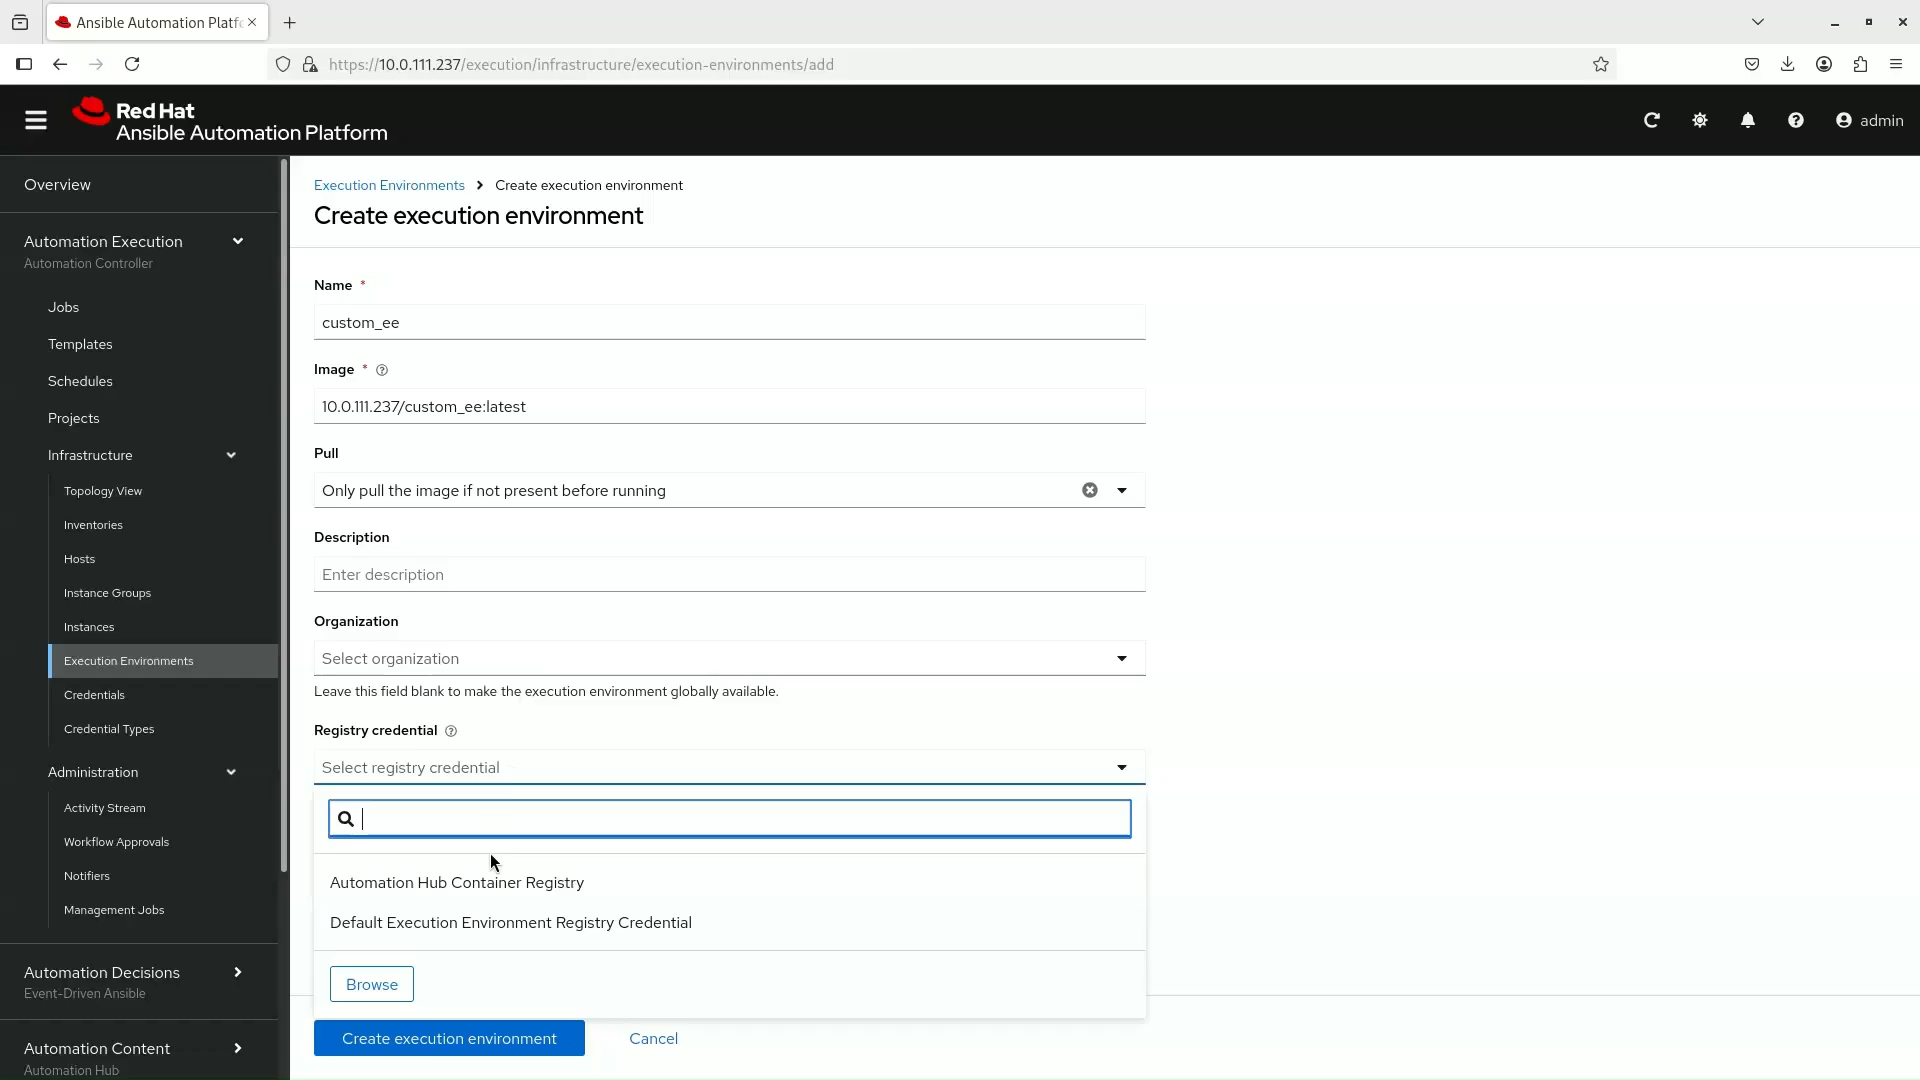 Ansible Automation Platf
https://10.0.111.237/execution/infrastructure/execution-environments/add
Red Hat
Ansible Automation Platform
admin
Overview
Automation Execution
Automation Controller
Jobs
Templates
Schedules
Projects
Infrastructure
Topology View
Inventories
Hosts
Instance Groups
Instances
Execution Environments
Credentials
Credential Types
Administration
Activity Stream
Workflow Approvals
Notifiers
Management Jobs
Automation Decisions
Event-Driven Ansible
Automation Content
Automation Hub
Execution Environments > Create execution environment
Create execution environment
Name *
custom_ee
Image *
10.0.111.237/custom_ee:latest
Pull
Only pull the image if not present before running
Description
Enter description
Organization
Select organization
Leave this field blank to make the execution environment globally available.
Registry credential
Select registry credential
Automation Hub Container Registry
Default Execution Environment Registry Credential
Browse
Create execution environment Cancel